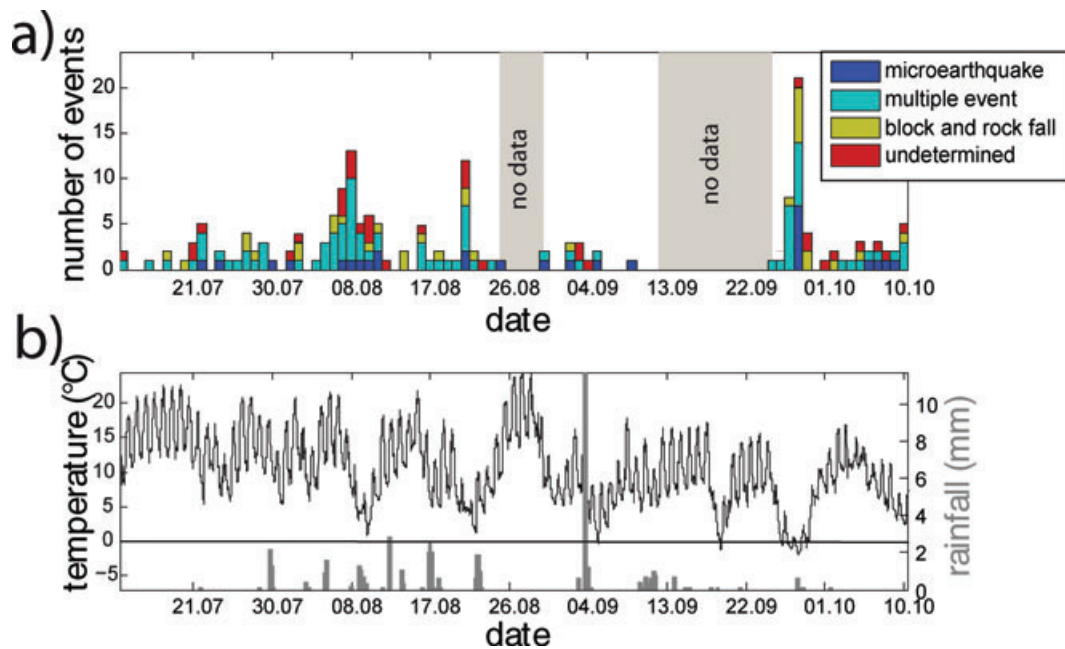 a)
number of events
20
15
10
5
0
no data
no data
microearthquake
multiple event
block and rock fall
undetermined
21.07 30.07 08.08 17.08 26.08 04.09 13.09 22.09 01.10 10.10
date
b)
temperature (°C)
20
15
10
5
0
−5
10
8
6
4
2
0
rainfall (mm)
21.07 30.07 08.08 17.08 26.08 04.09 13.09 22.09 01.10 10.10
date